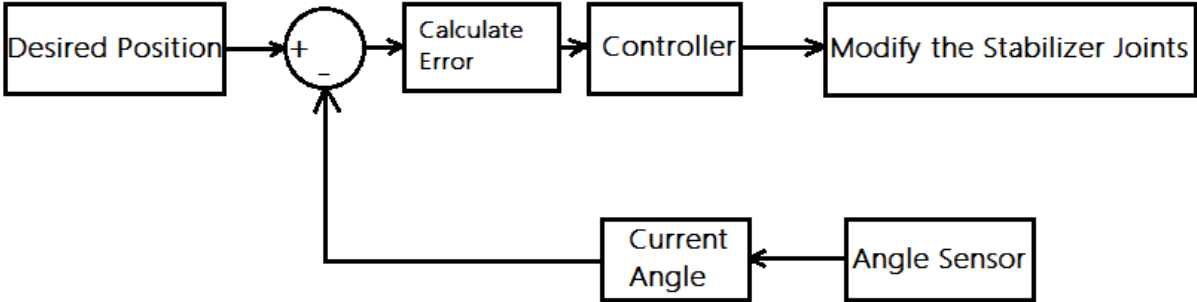 Desired Position
+
-
Calculate
Error
Controller
Modify the Stabilizer Joints
Current
Angle
Angle Sensor